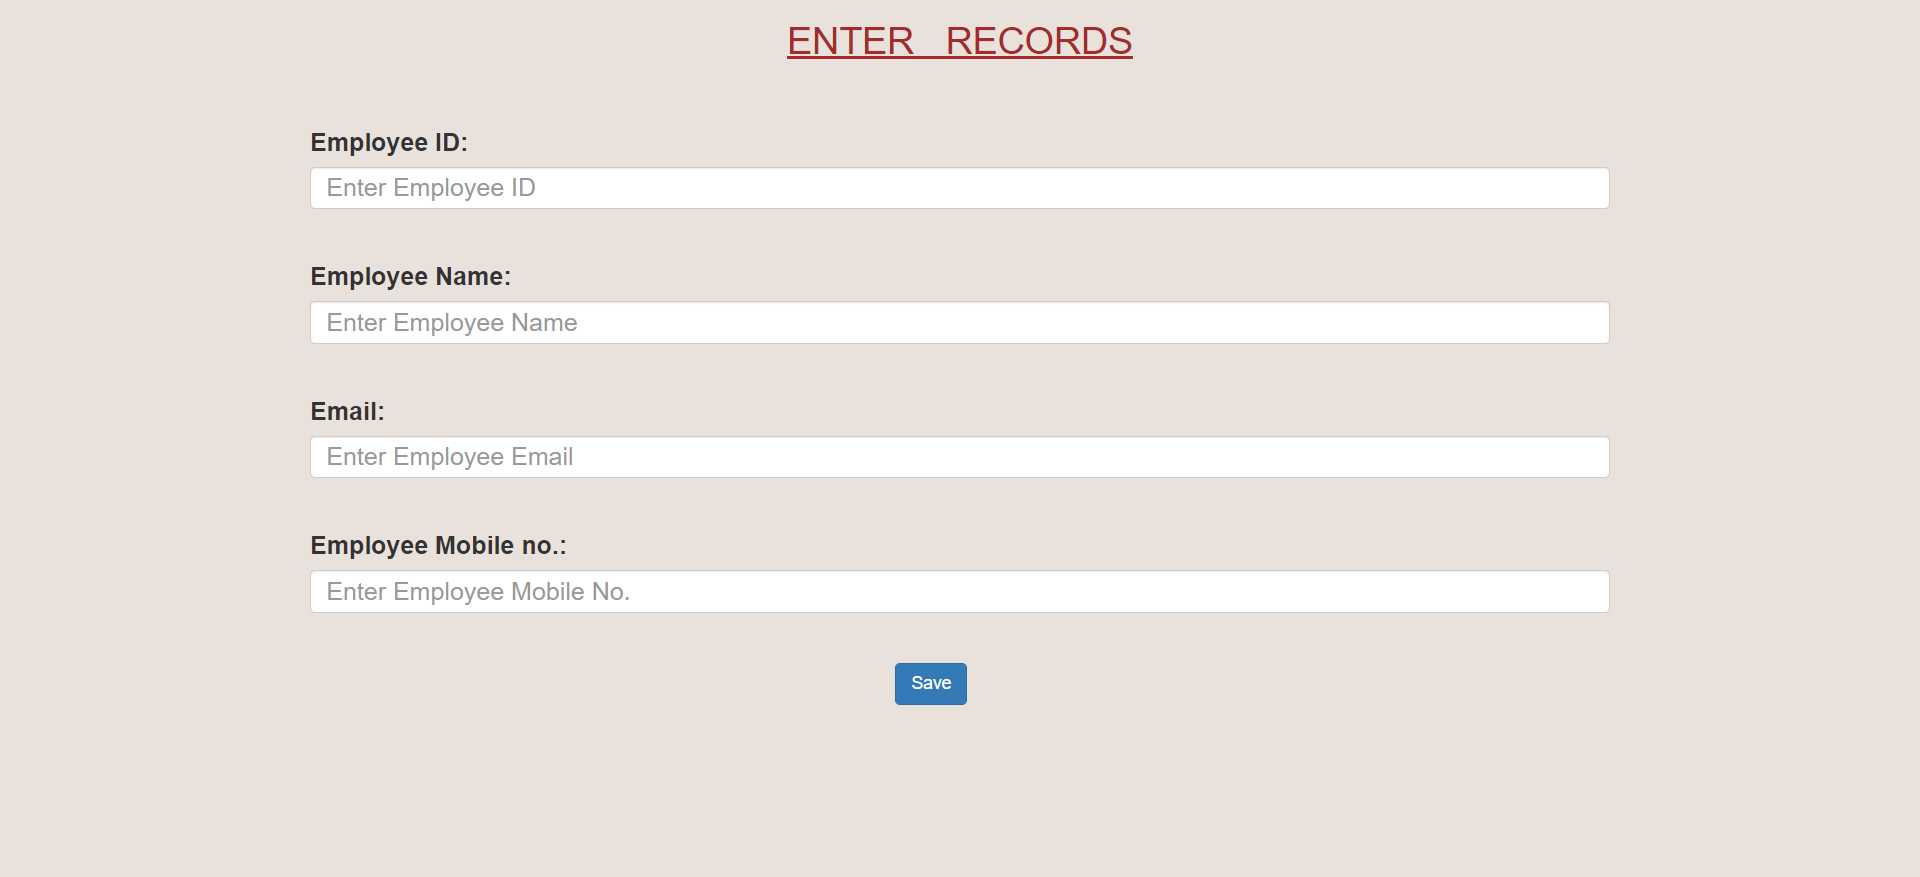 ENTER RECORDS
Employee ID:
Enter Employee ID
Employee Name:
Enter Employee Name
Email:
Enter Employee Email
Employee Mobile no.:
Enter Employee Mobile No.
Save